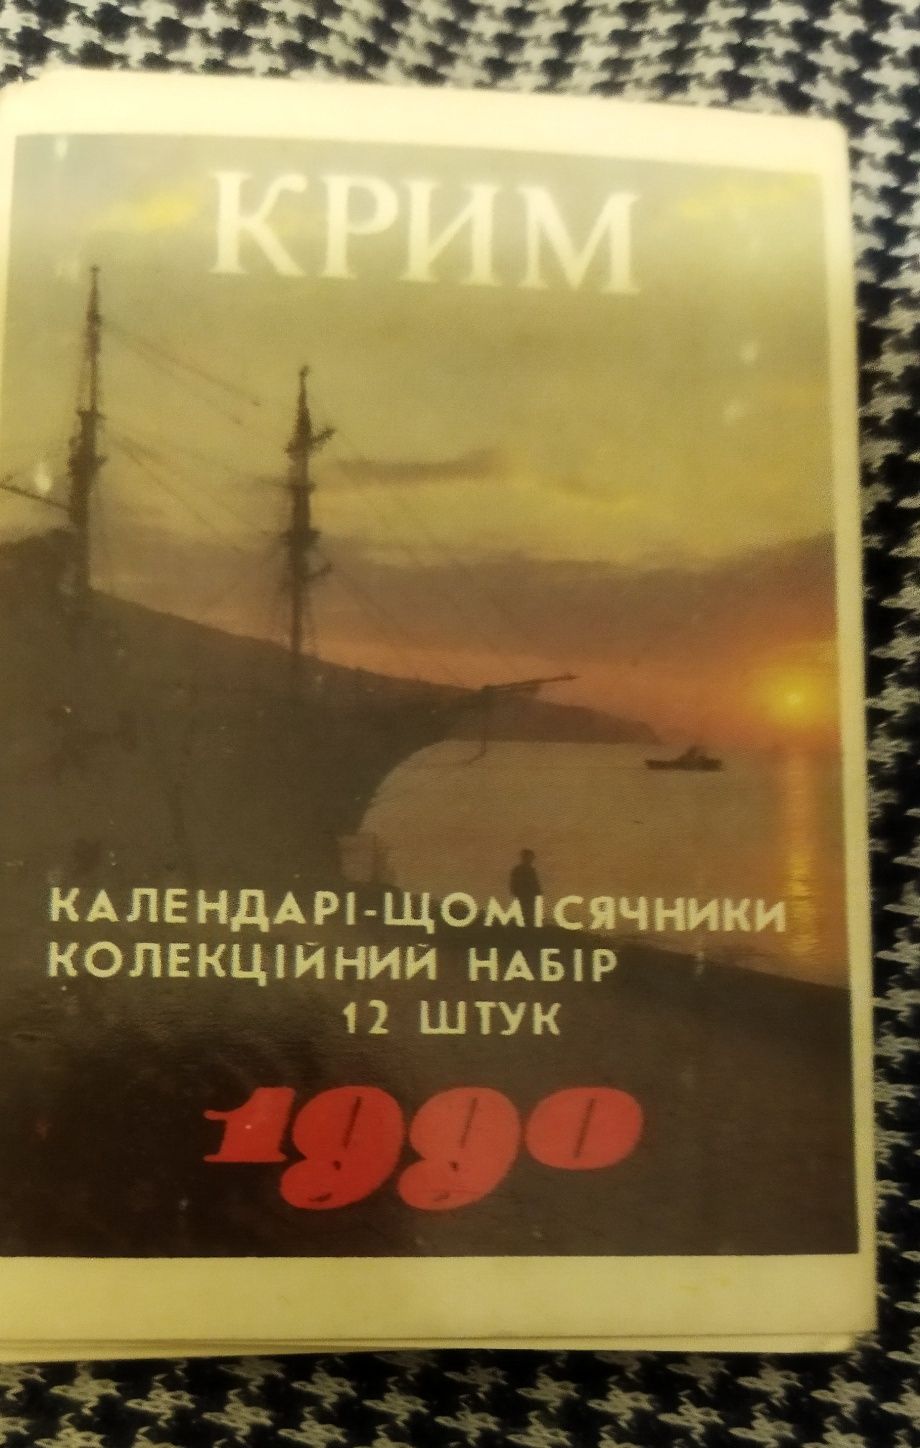 КРИМ
КАЛЕНДАРІ-ЩОМІСЯЧНИКИ
КОЛЕКЦІЙНИЙ НАБІР
12 ШТУК
1990